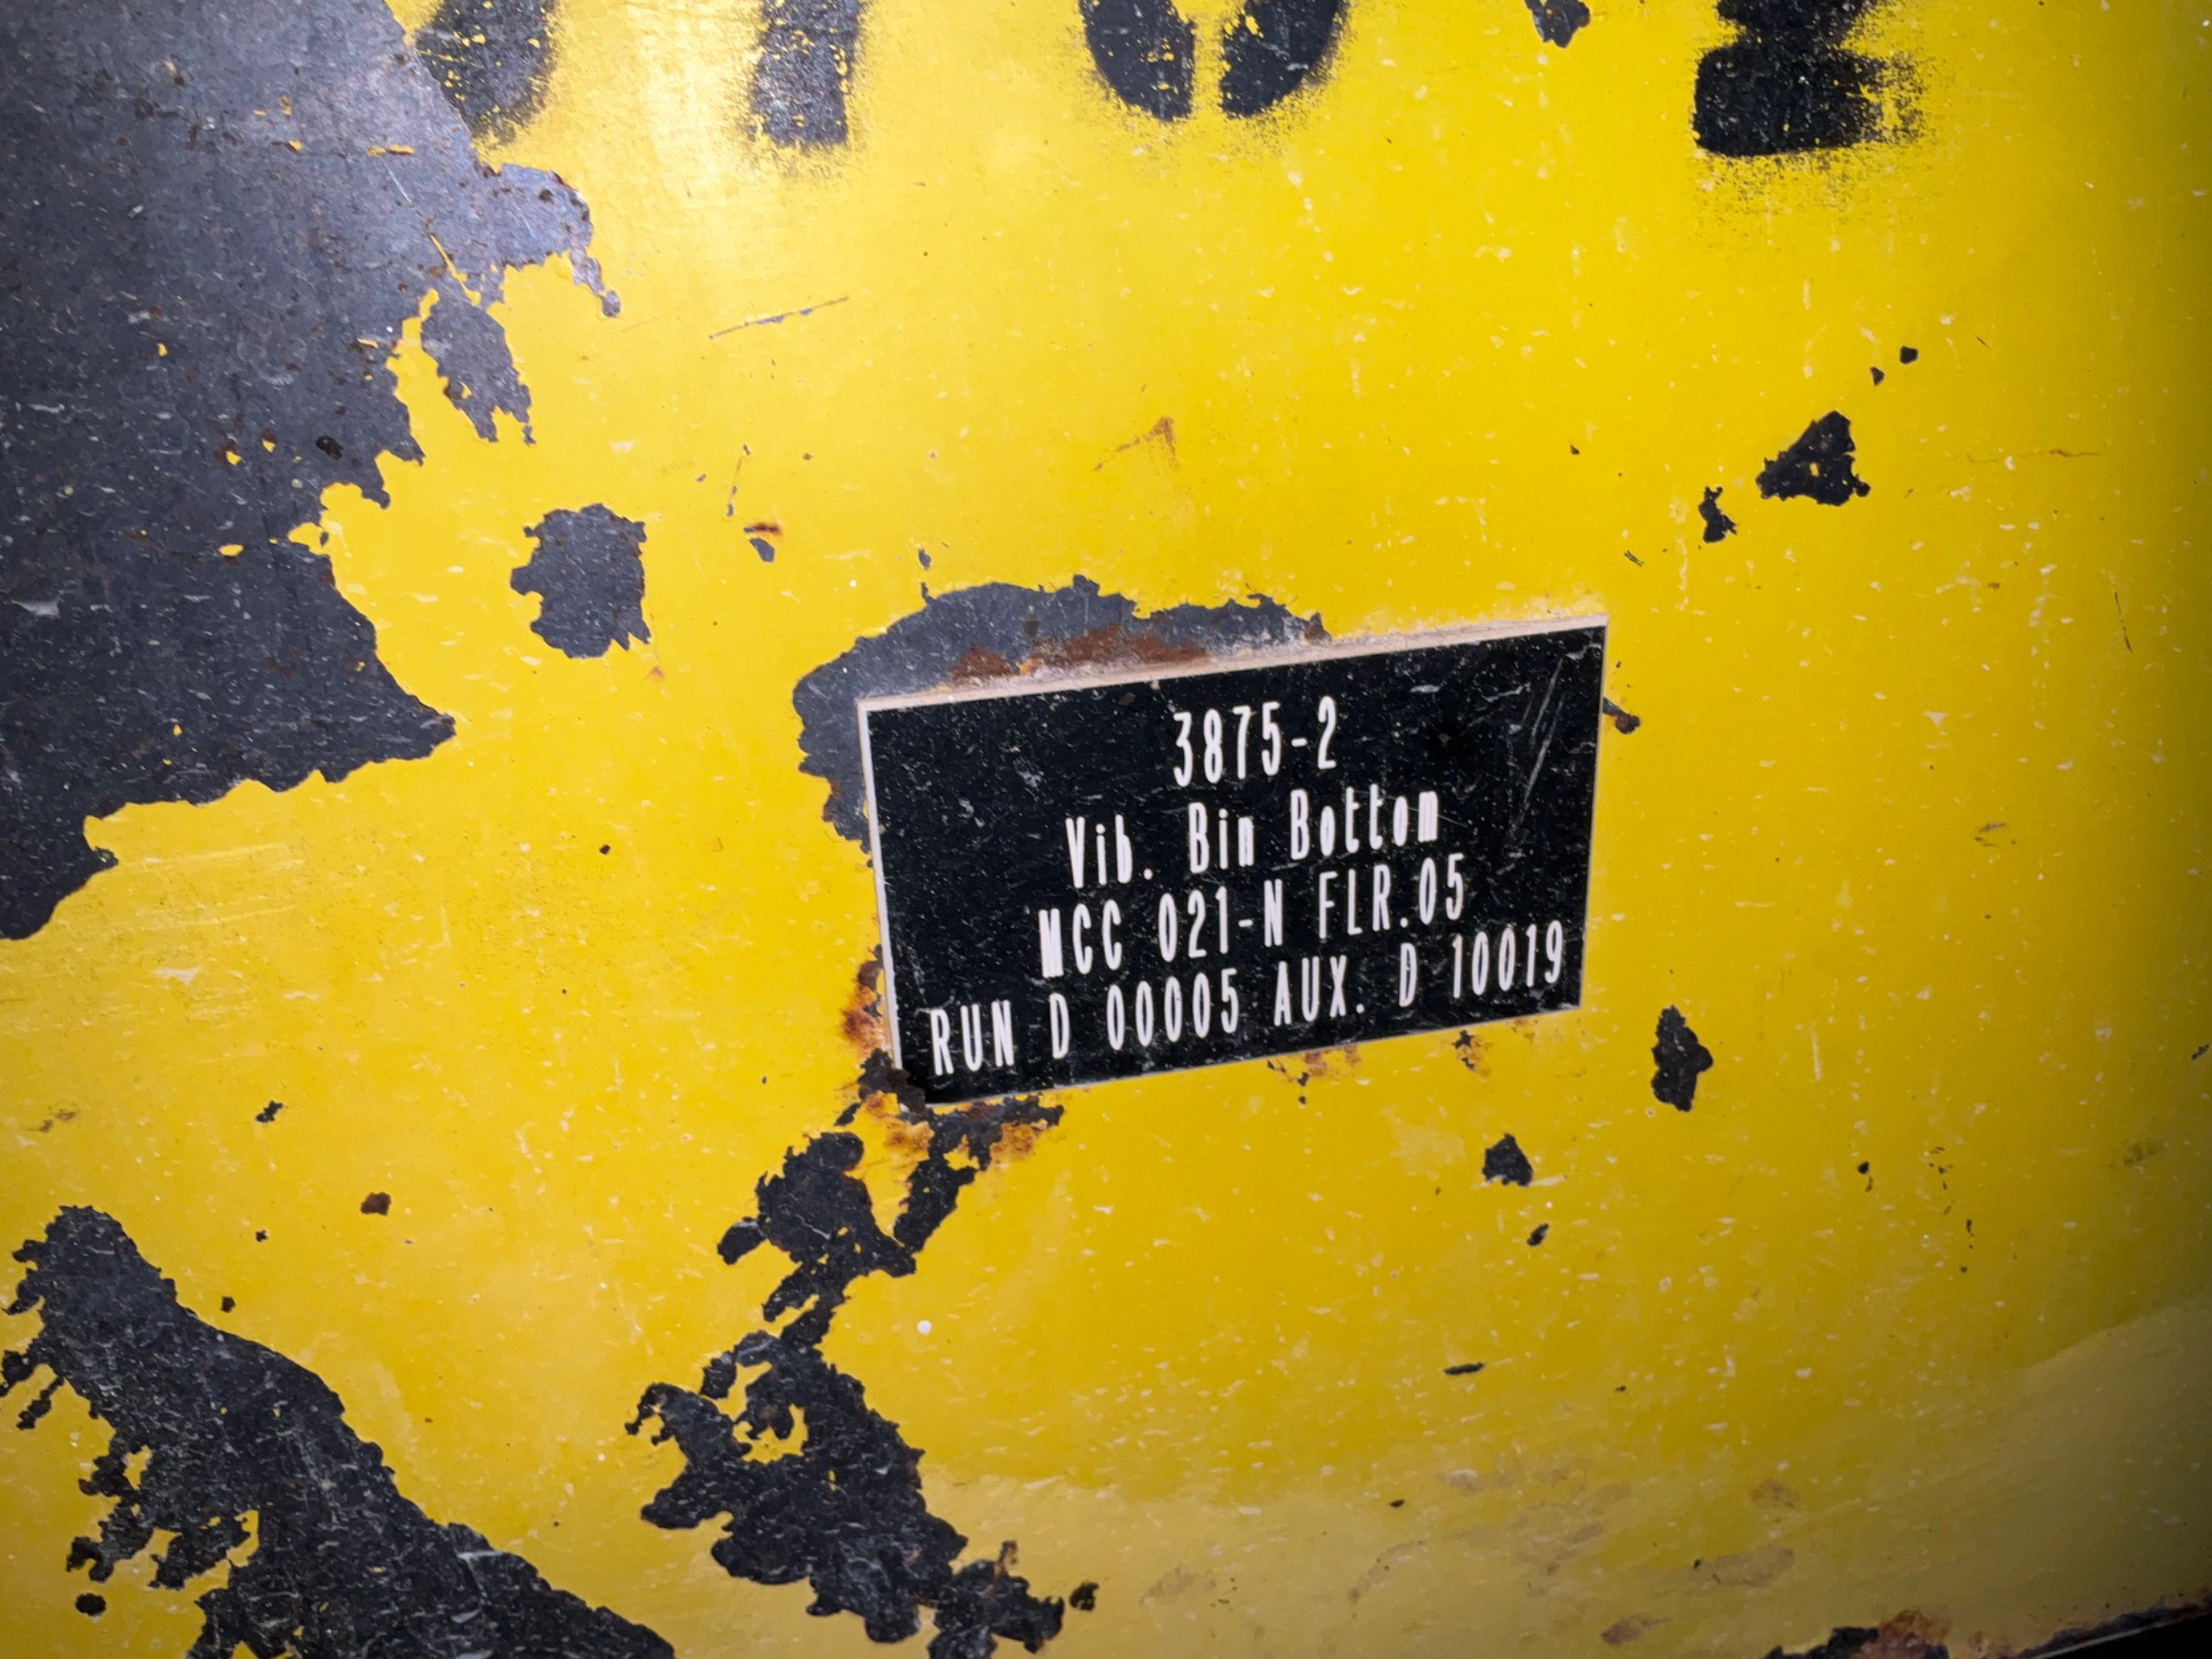 3875-2
Vib. Bin Bottom
MCC 021-N FLR.05
RUN D 00005 AUX. D 10019